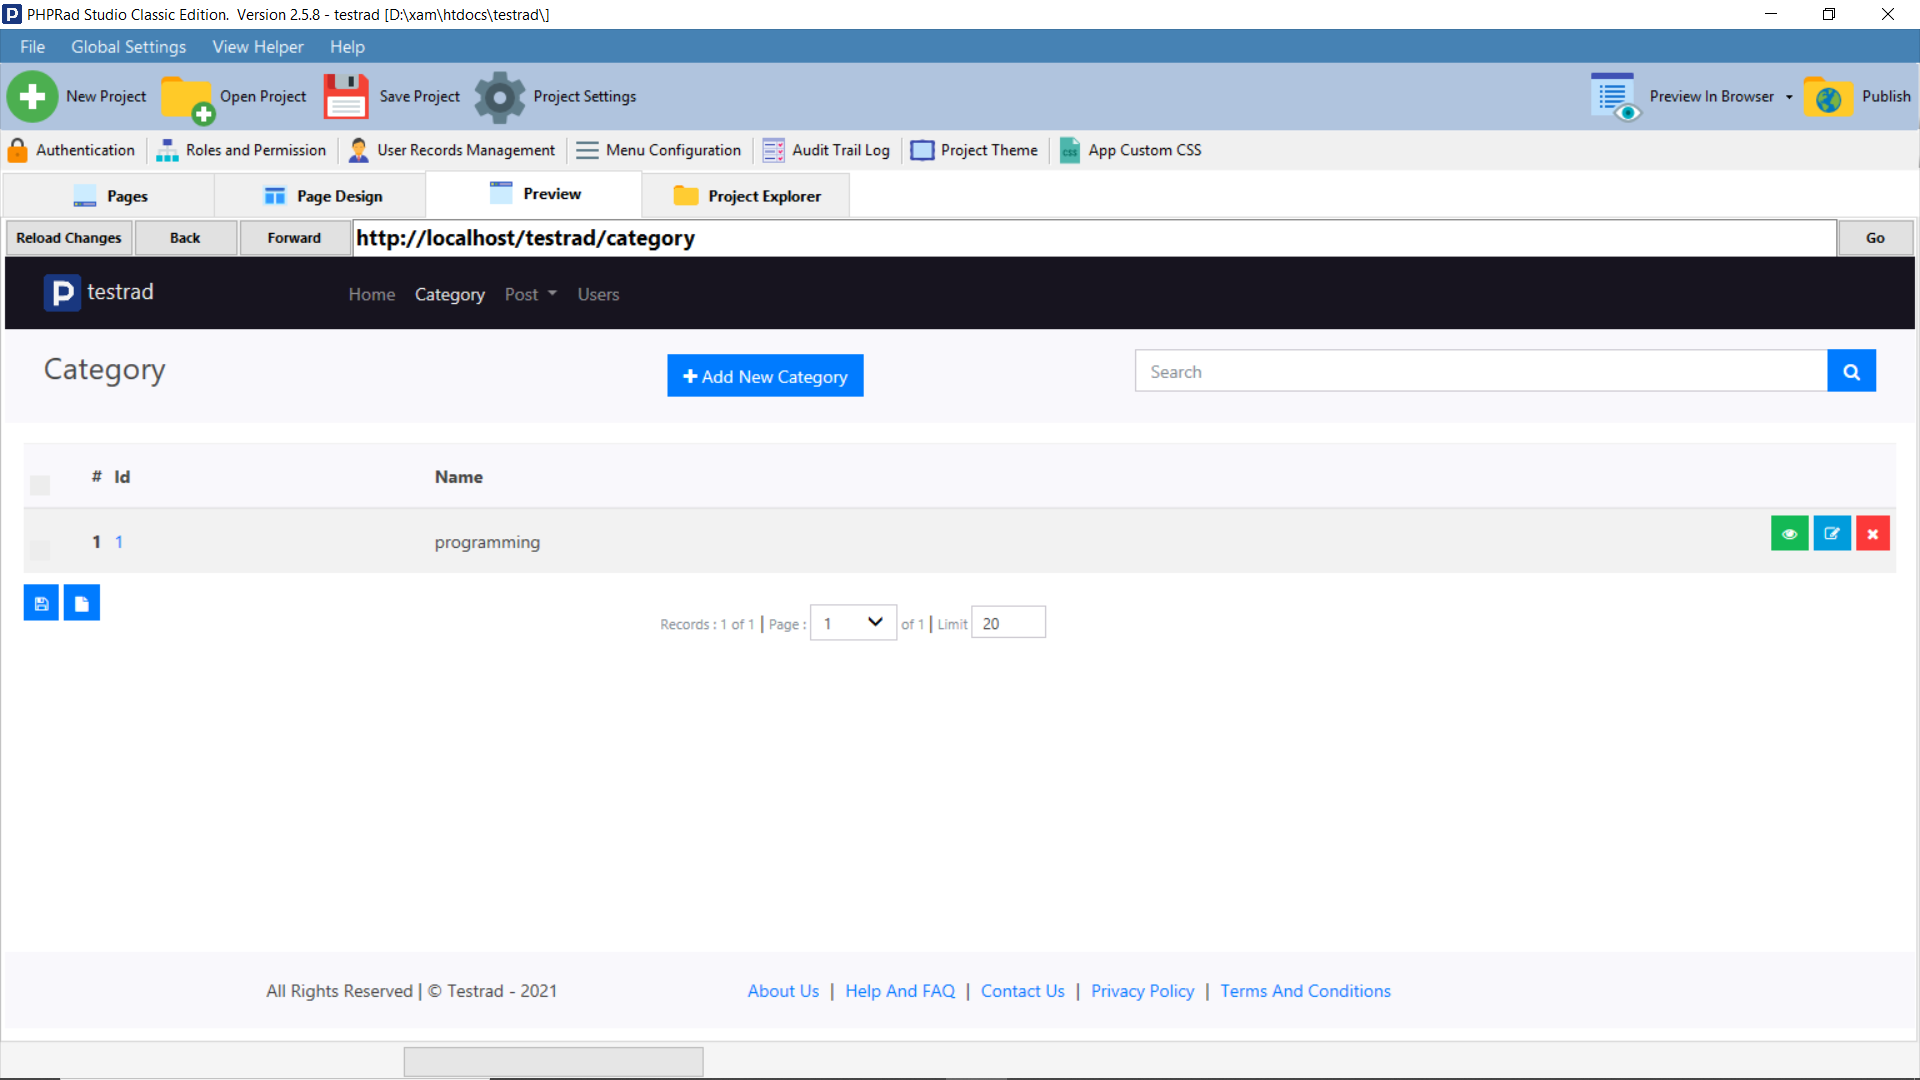 PHPRad Studio Classic Edition.  Version 2.5.8 - testrad [D:\xam\htdocs\testrad\]
File Global Settings View Helper Help
New Project Open Project Save Project Project Settings Preview In Browser Publish
Authentication Roles and Permission User Records Management Menu Configuration Audit Trail Log Project Theme css App Custom CSS
Pages Page Design Preview Project Explorer
Reload Changes Back Forward http://localhost/testrad/category Go
testrad Home Category Post Users
Category + Add New Category Search
# Id Name
1 1 programming
Records : 1 of 1 | Page : 1 of 1 | Limit 20
All Rights Reserved | © Testrad - 2021 About Us | Help And FAQ | Contact Us | Privacy Policy | Terms And Conditions